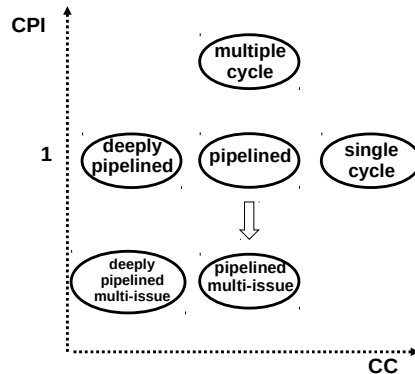 CPI
multiple
cycle
1
deeply
pipelined
pipelined
single
cycle
deeply
pipelined
multi-issue
pipelined
multi-issue
CC